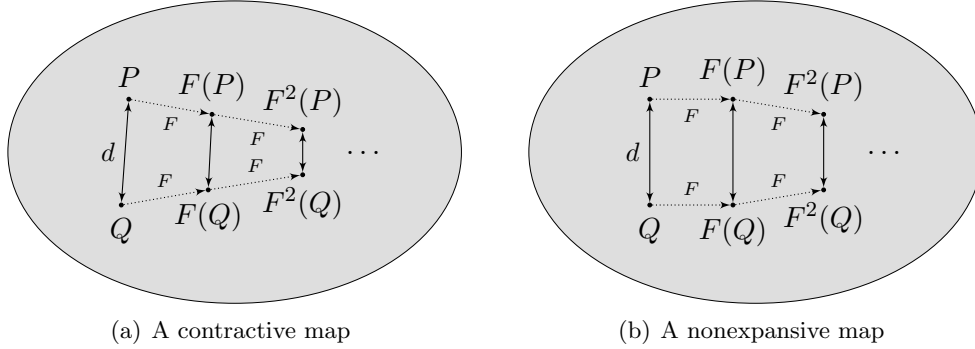 P F(P) F²(P)
F F
d F F ...
Q F(Q) F²(Q)
(a) A contractive map
P F(P) F²(P)
F F
d ...
F F
Q F(Q) F²(Q)
(b) A nonexpansive map